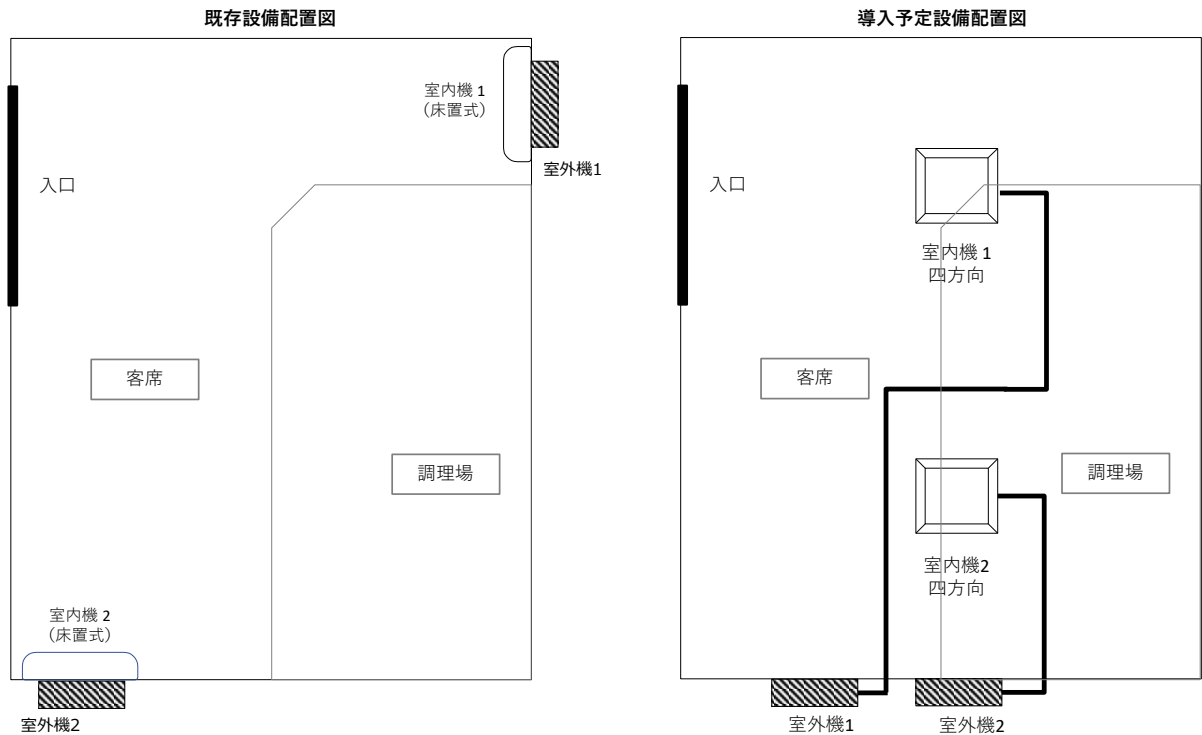 既存設備配置図
室内機 1
（床置式）
室外機1
入口
客席
調理場
室内機 2
（床置式）
室外機2
導入予定設備配置図
入口
室内機 1
四方向
客席
調理場
室内機2
四方向
室外機1
室外機2